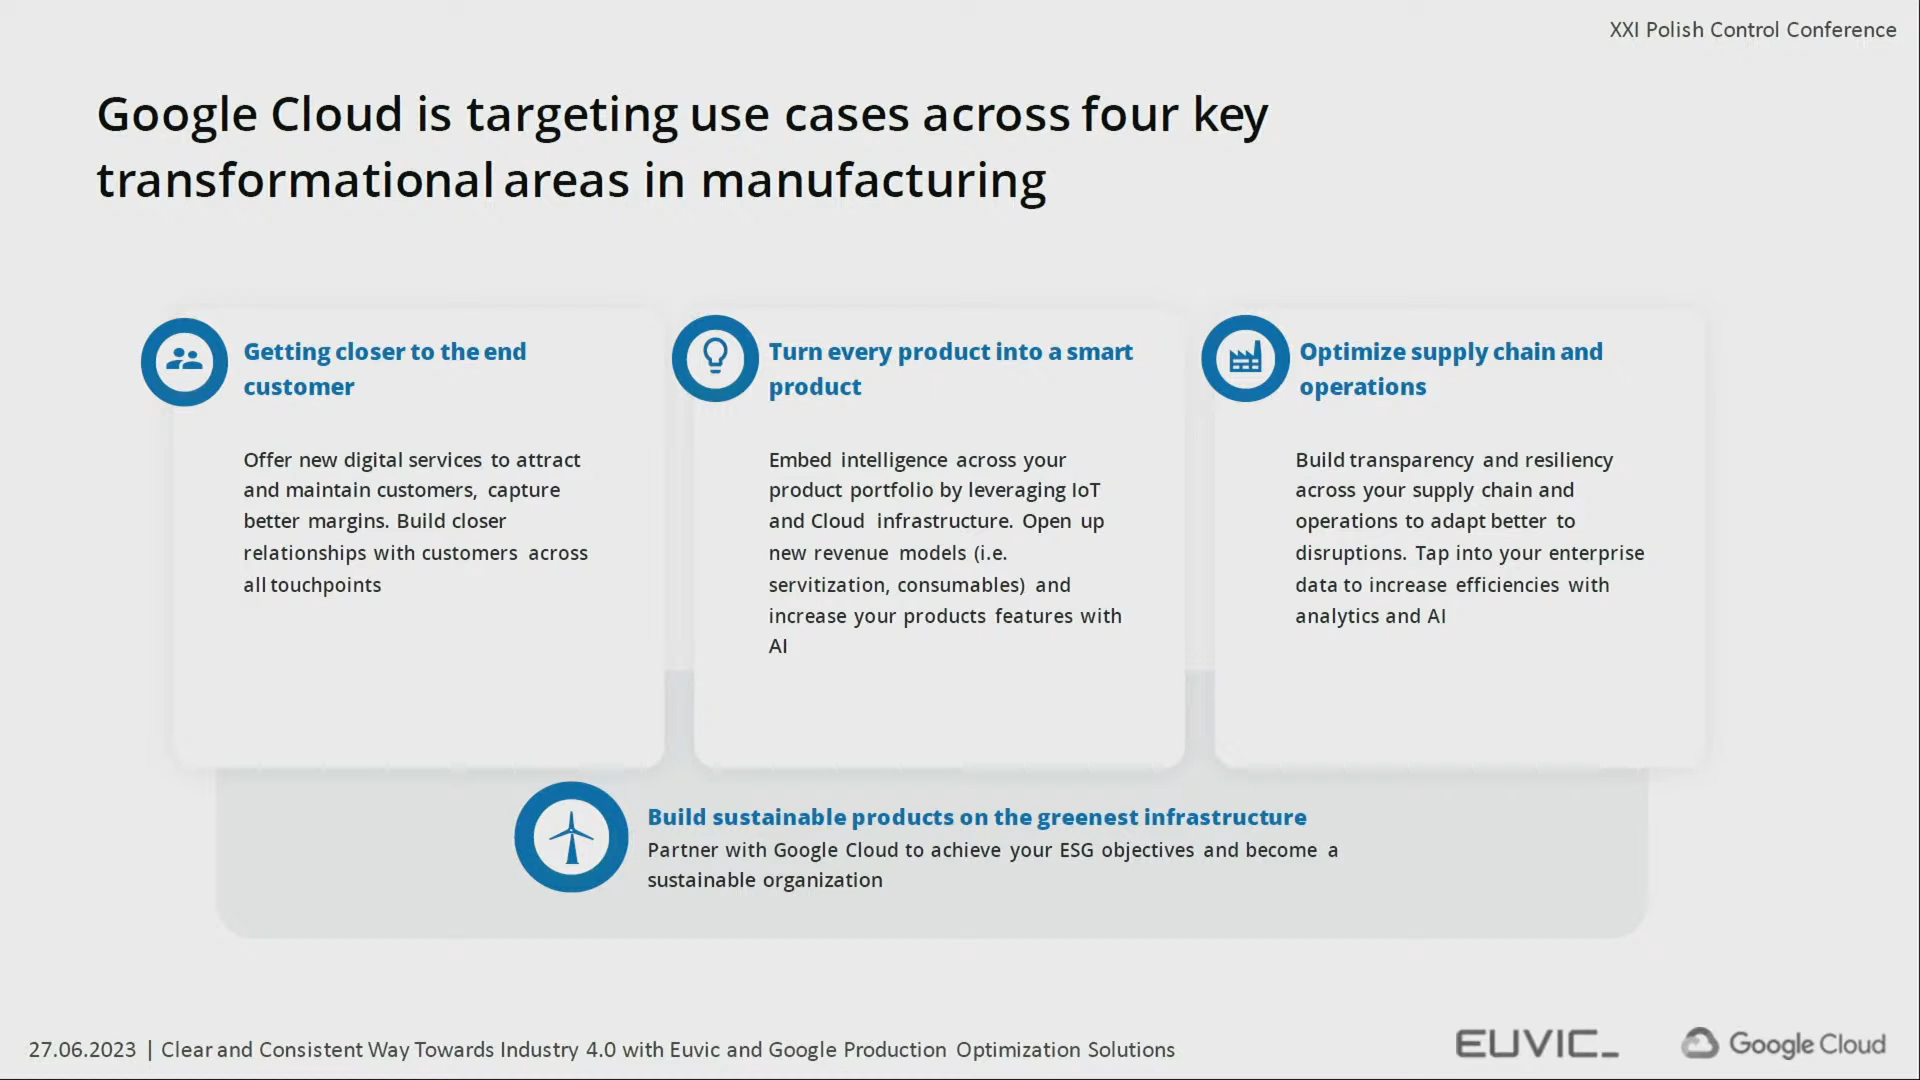 XXI Polish Control Conference
Google Cloud is targeting use cases across four key
transformational areas in manufacturing
Getting closer to the end
customer
Offer new digital services to attract
and maintain customers, capture
better margins. Build closer
relationships with customers across
all touchpoints
Turn every product into a smart
product
Embed intelligence across your
product portfolio by leveraging IoT
and Cloud infrastructure. Open up
new revenue models (i.e.
servitization, consumables) and
increase your products features with
AI
Optimize supply chain and
operations
Build transparency and resiliency
across your supply chain and
operations to adapt better to
disruptions. Tap into your enterprise
data to increase efficiencies with
analytics and AI
Build sustainable products on the greenest infrastructure
Partner with Google Cloud to achieve your ESG objectives and become a
sustainable organization
27.06.2023 | Clear and Consistent Way Towards Industry 4.0 with Euvic and Google Production Optimization Solutions
EUVIC_
Google Cloud